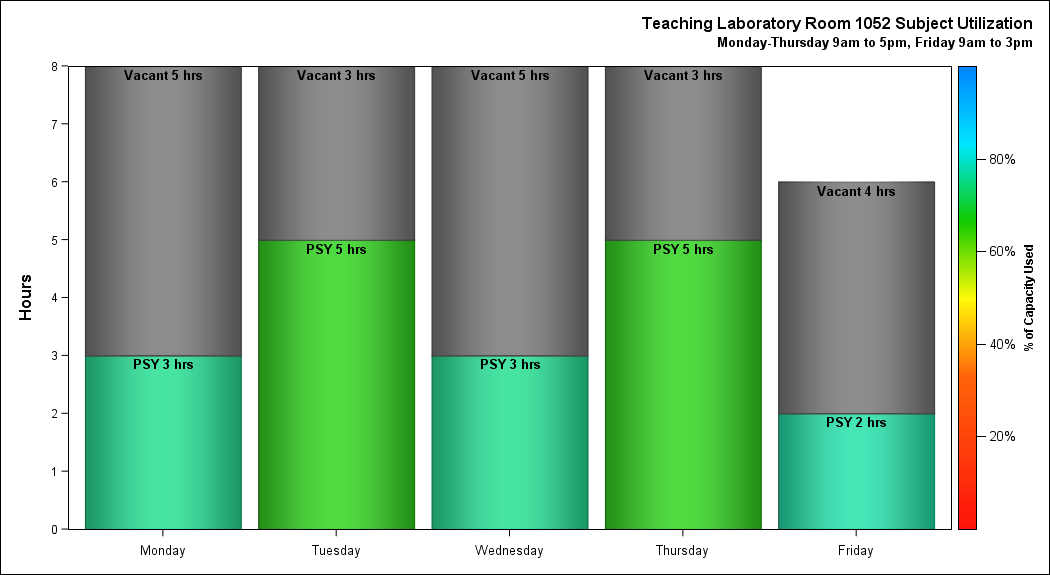 Teaching Laboratory Room 1052 Subject Utilization
Monday-Thursday 9am to 5pm, Friday 9am to 3pm
Hours
8
7
6
5
4
3
2
1
0
Vacant 5 hrs
Vacant 3 hrs
Vacant 5 hrs
Vacant 3 hrs
Vacant 4 hrs
PSY 3 hrs
PSY 5 hrs
PSY 3 hrs
PSY 5 hrs
PSY 2 hrs
Monday
Tuesday
Wednesday
Thursday
Friday
80%
60%
40%
20%
% of Capacity Used